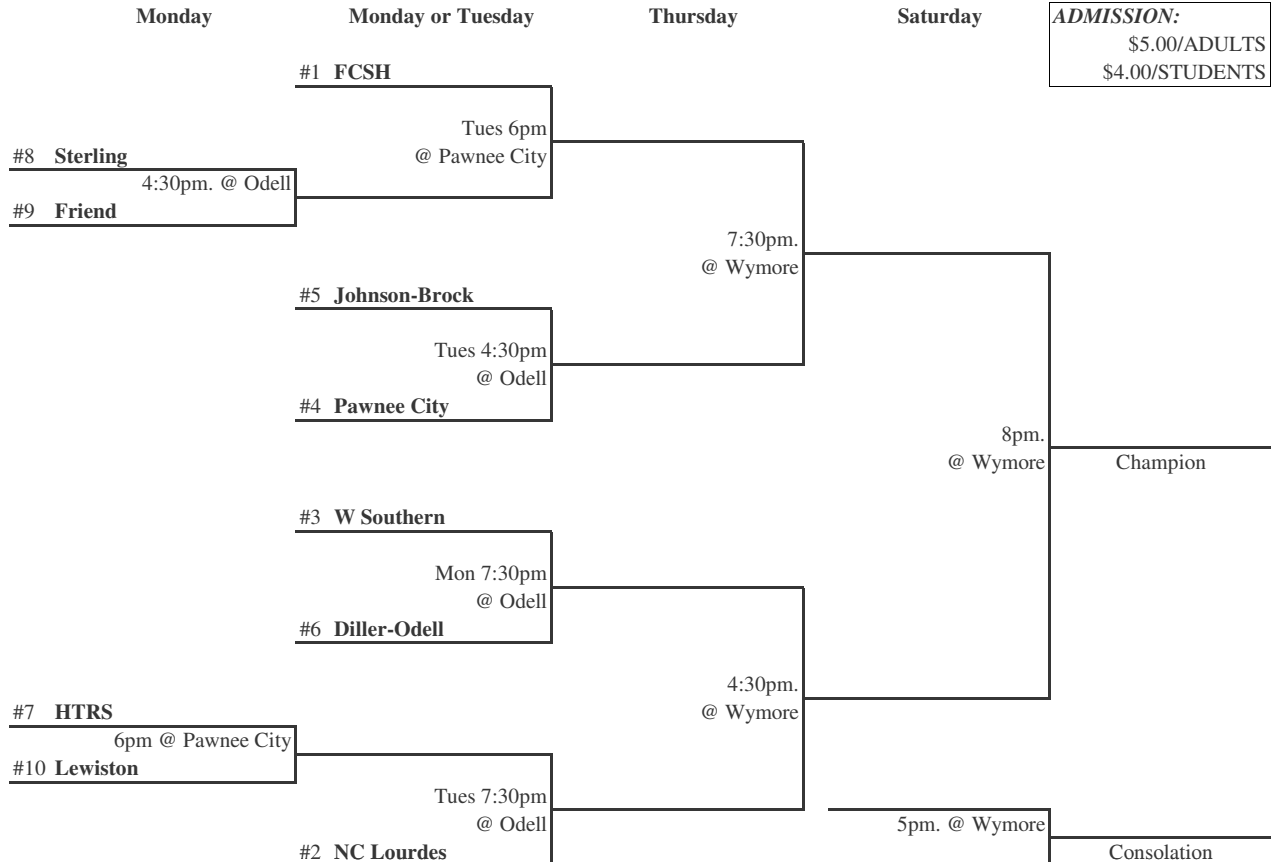 Monday Monday or Tuesday Thursday Saturday ADMISSION:
$5.00/ADULTS
$4.00/STUDENTS
#1 FCSH
Tues 6pm
@ Pawnee City
#8 Sterling
4:30pm. @ Odell
#9 Friend
7:30pm.
@ Wymore
#5 Johnson-Brock
Tues 4:30pm
@ Odell
#4 Pawnee City
8pm.
@ Wymore
Champion
#3 W Southern
Mon 7:30pm
@ Odell
#6 Diller-Odell
4:30pm.
@ Wymore
#7 HTRS
6pm @ Pawnee City
#10 Lewiston
Tues 7:30pm
@ Odell
#2 NC Lourdes
5pm. @ Wymore
Consolation